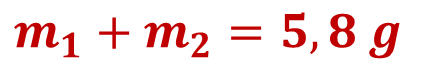 m₁ + m₂ = 5,8 g